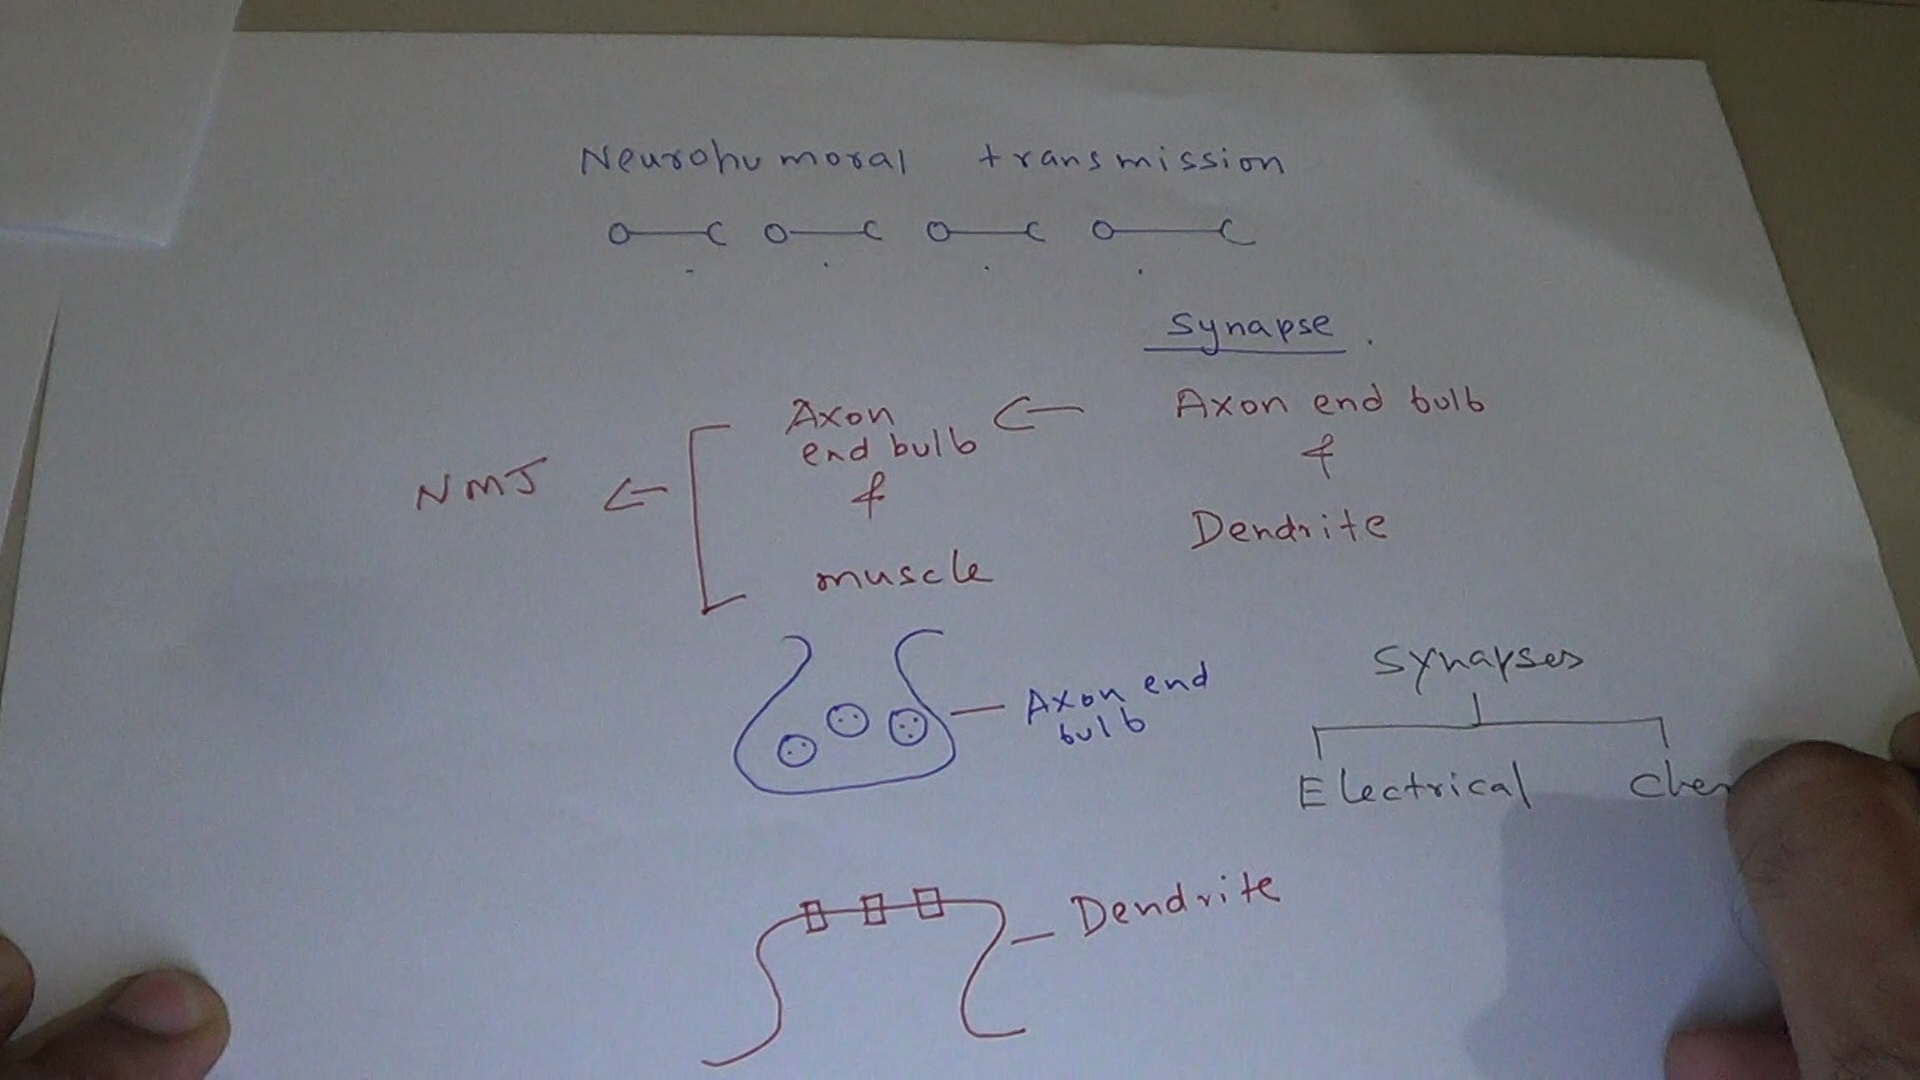 Neurohumoral transmission
Synapse.
Axon end bulb
&
Dendrite
Axon
end bulb
&
muscle
NMJ
Axon end
bulb
Synapses
Electrical
Dendrite